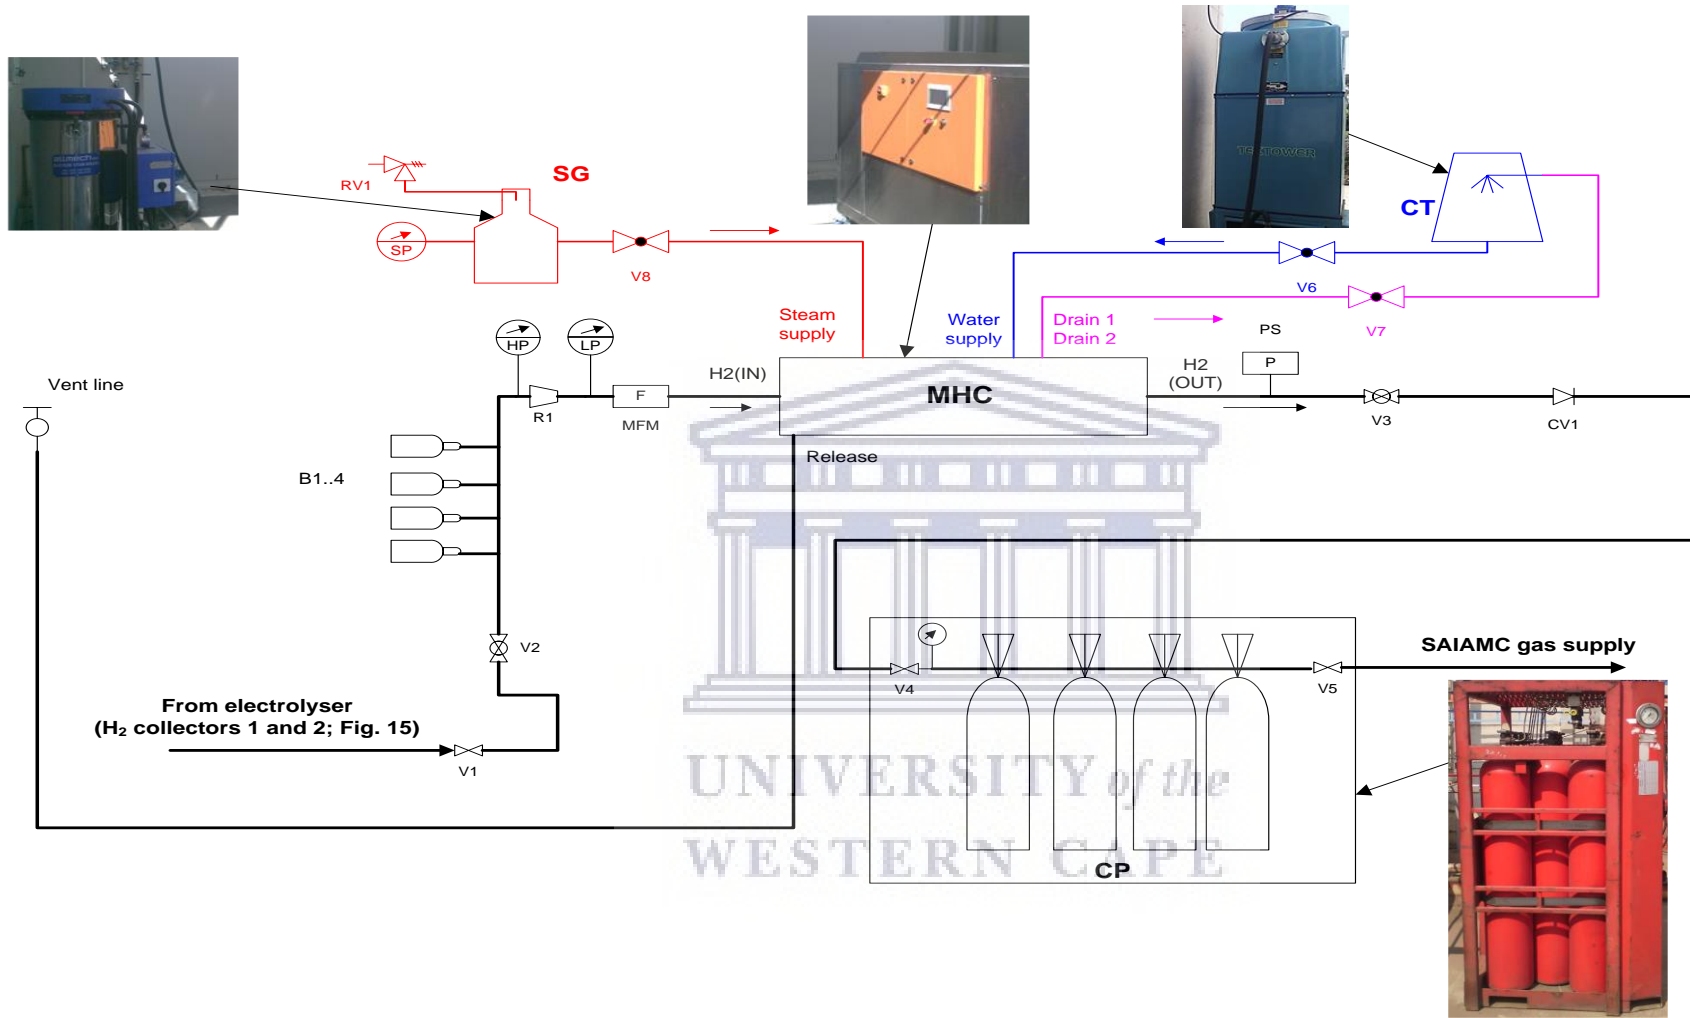 TESTOWER
SG
RV1
SP
V8
CT
V6
V7
Steam
supply
Water
supply
Drain 1
Drain 2
PS
P
HP
LP
H2(IN)
H2
(OUT)
MHC
F
R1
MFM
V3
CV1
Vent line
Release
B1..4
V2
V4
V5
SAIAMC gas supply
From electrolyser
(H₂ collectors 1 and 2; Fig. 15)
V1
UNIVERSITY of the
WESTERN CAPE
CP